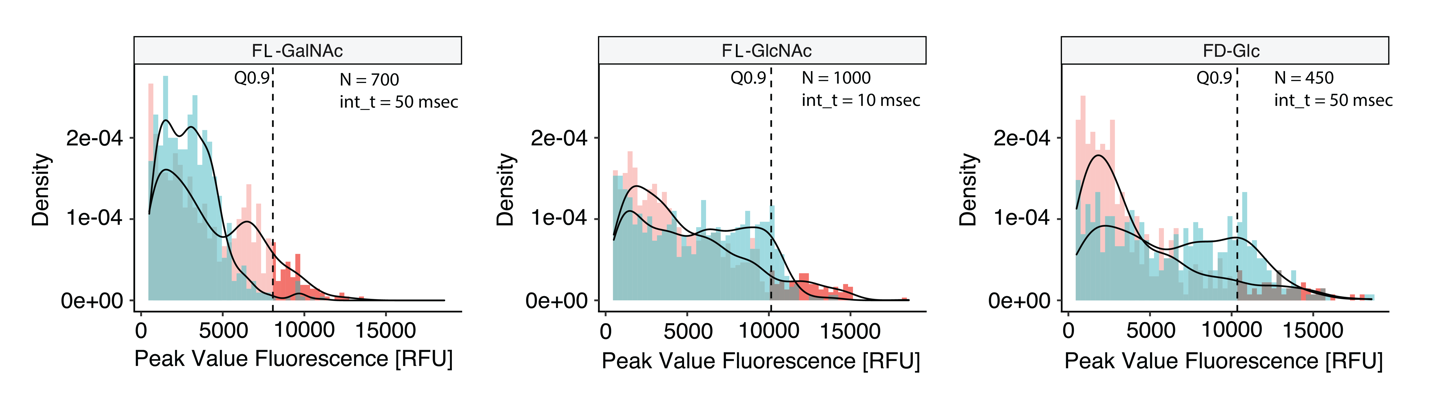 FL-GalNAc
Q0.9
N = 700
int_t = 50 msec
2e-04
1e-04
0e+00
Density
0
5000
10000
15000
Peak Value Fluorescence [RFU]
FL-GlcNAc
Q0.9
N = 1000
int_t = 10 msec
2e-04
1e-04
0e+00
Density
0
5000
10000
15000
Peak Value Fluorescence [RFU]
FD-Glc
Q0.9
N = 450
int_t = 50 msec
2e-04
1e-04
0e+00
Density
0
5000
10000
15000
Peak Value Fluorescence [RFU]